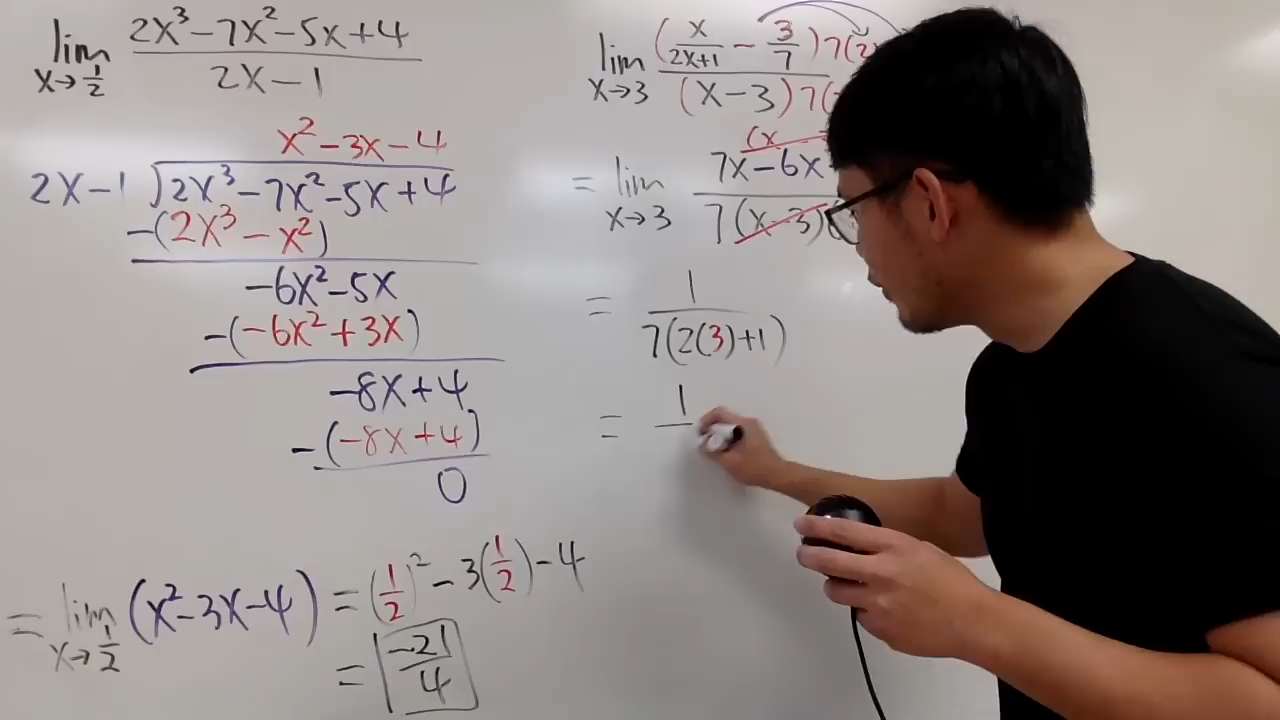 lim x→1/2 (2x³-7x²-5x+4)/(2x-1)
x²-3x-4
2x-1 )2x³-7x²-5x+4
-(2x³-x²)
-6x²-5x
-(-6x²+3x)
-8x+4
-(-8x+4)
0
= lim x→1/2 (x²-3x-4) = (1/2)²-3(1/2)-4
= -21/4
lim x→3 (x/(2x+1) - 3/7)7(2 / (x-3)7(
(x
= lim x→3 7x-6x / 7(x-3)(
= 1/(7(2(3)+1))
= 1